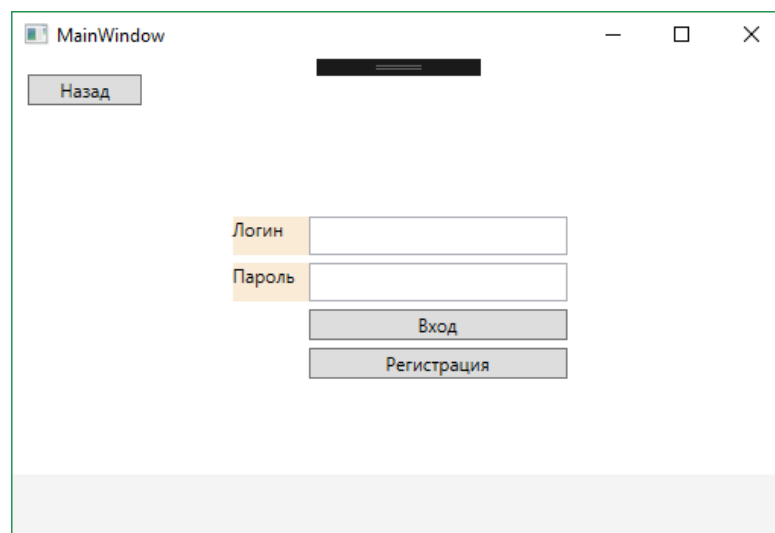 MainWindow
Назад
Логин
Пароль
Вход
Регистрация